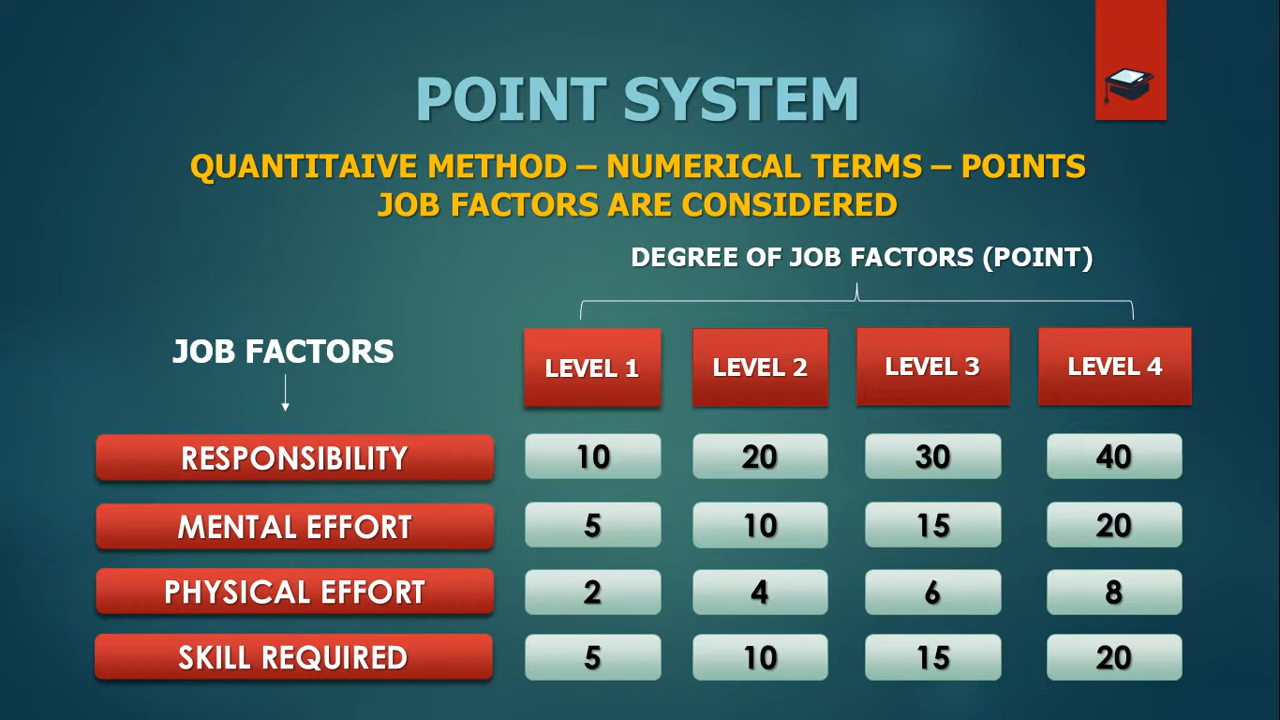 POINT SYSTEM
QUANTITAIVE METHOD – NUMERICAL TERMS – POINTS
JOB FACTORS ARE CONSIDERED
DEGREE OF JOB FACTORS (POINT)
JOB FACTORS
LEVEL 1 LEVEL 2 LEVEL 3 LEVEL 4
RESPONSIBILITY 10 20 30 40
MENTAL EFFORT 5 10 15 20
PHYSICAL EFFORT 2 4 6 8
SKILL REQUIRED 5 10 15 20